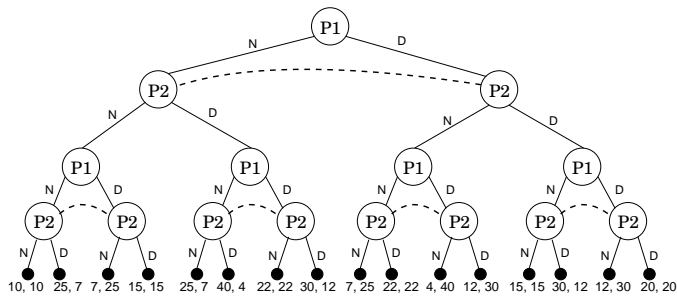 P1
N D
P2 P2
N D N D
P1 P1 P1 P1
N D N D N D N D
P2 P2 P2 P2 P2 P2 P2 P2
N D N D N D N D N D N D N D N D
10, 10 25, 7 7, 25 15, 15 25, 7 40, 4 22, 22 30, 12 7, 25 22, 22 4, 40 12, 30 15, 15 30, 12 12, 30 20, 20